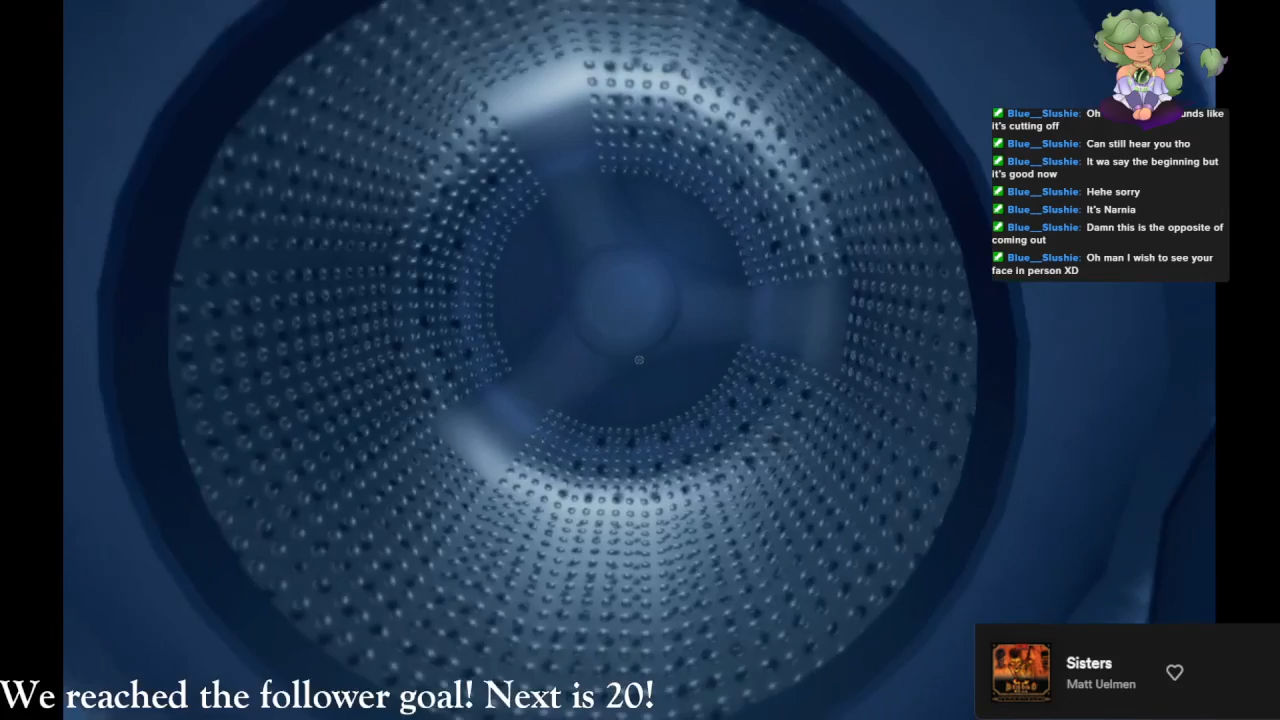 Blue__Slushie: Oh unds like
it's cutting off
Blue__Slushie: Can still hear you tho
Blue__Slushie: It wa say the beginning but
it's good now
Blue__Slushie: Hehe sorry
Blue__Slushie: It's Narnia
Blue__Slushie: Damn this is the opposite of
coming out
Blue__Slushie: Oh man I wish to see your
face in person XD
Sisters
Matt Uelmen
We reached the follower goal! Next is 20!